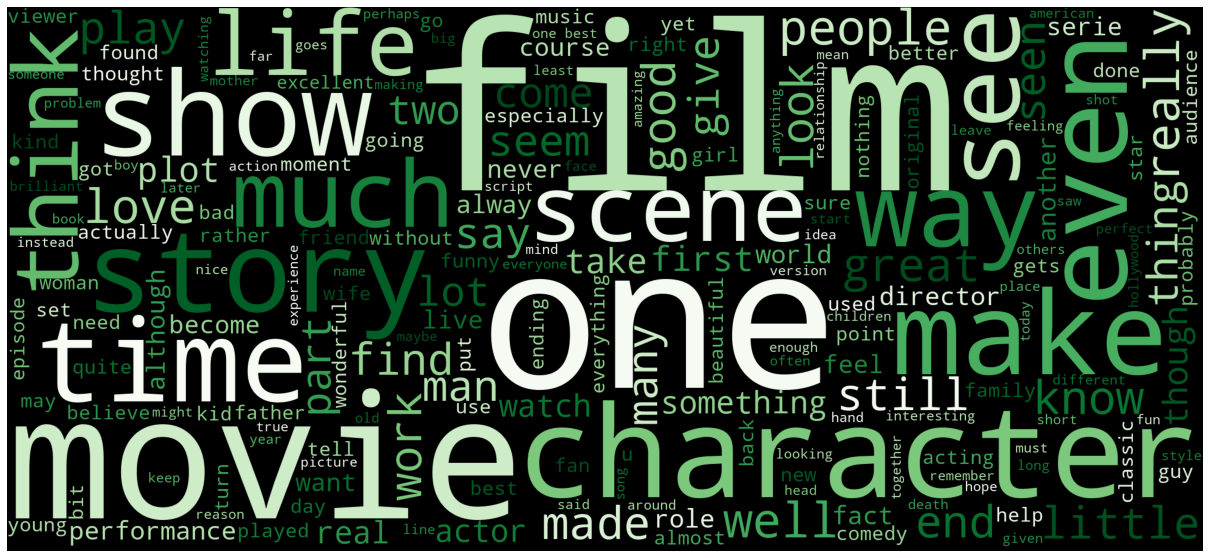 viewer
play
life
perhaps
go
one best
big
film
music
yet
course
right
give
people
better
see
seen
american
serie
someone
think
found
thought
watching
far
goes
excellent
making
mother
show
two
come
least
especially
seem
good
amazing
look
anything
relationship
mean
nothing
original
leave
feeling
even
done
shot
audience
really
problem
kind
going
got
boy
action
moment
plot
never
girl
face
script
star
another
thing
brilliant
later
book
love
much
alway
scene
sure
start
way
saw
perfect
actually
bad
rather
friend
without
say
mind
idea
others
probably
instead
nice
woman
story
funny
everyone
take
first
world
version
great
gets
place
hollywood
experience
name
wife
lot
one
used
director
children
episode
set
need
although
become
live
ending
everything
beautiful
point
make
today
time
quite
part
wonderful
maybe
find
put
man
many
enough
often
feel
family
different
though
may
believe
might
kid
father
old
use
watch
something
still
know
movie
true
year
work
character
hand
interesting
short
fun
tell
picture
back
looking
together
acting
must
classic
style
keep
want
fan
song
u
new
head
remember
long
hope
guy
turn
day
best
said
around
fact
death
young
bit
performance
reason
played
real
line
actor
made
role
almost
well
comedy
end
given
help
little